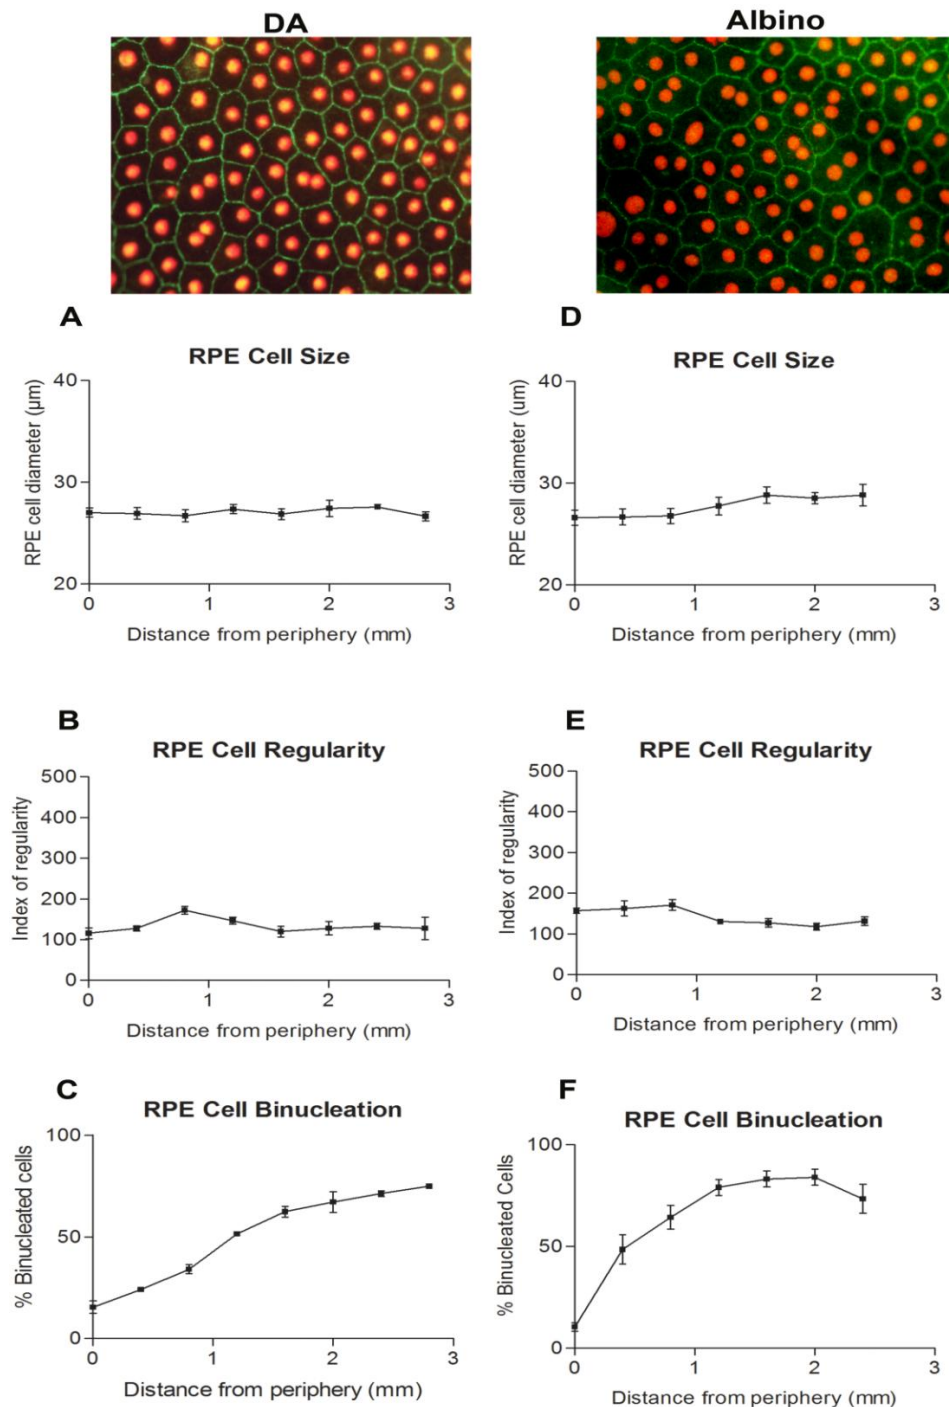 DA
Albino
A
RPE Cell Size
RPE cell diameter (µm)
40
30
20
0 1 2 3
Distance from periphery (mm)
D
RPE Cell Size
RPE cell diameter (um)
40
30
20
0 1 2 3
Distance from periphery (mm)
B
RPE Cell Regularity
Index of regularity
500
400
300
200
100
0
0 1 2 3
Distance from periphery (mm)
E
RPE Cell Regularity
Index of regularity
500
400
300
200
100
0
0 1 2 3
Distance from periphery (mm)
C
RPE Cell Binucleation
% Binucleated cells
100
50
0
0 1 2 3
Distance from periphery (mm)
F
RPE Cell Binucleation
% Binucleated Cells
100
50
0
0 1 2 3
Distance from periphery (mm)